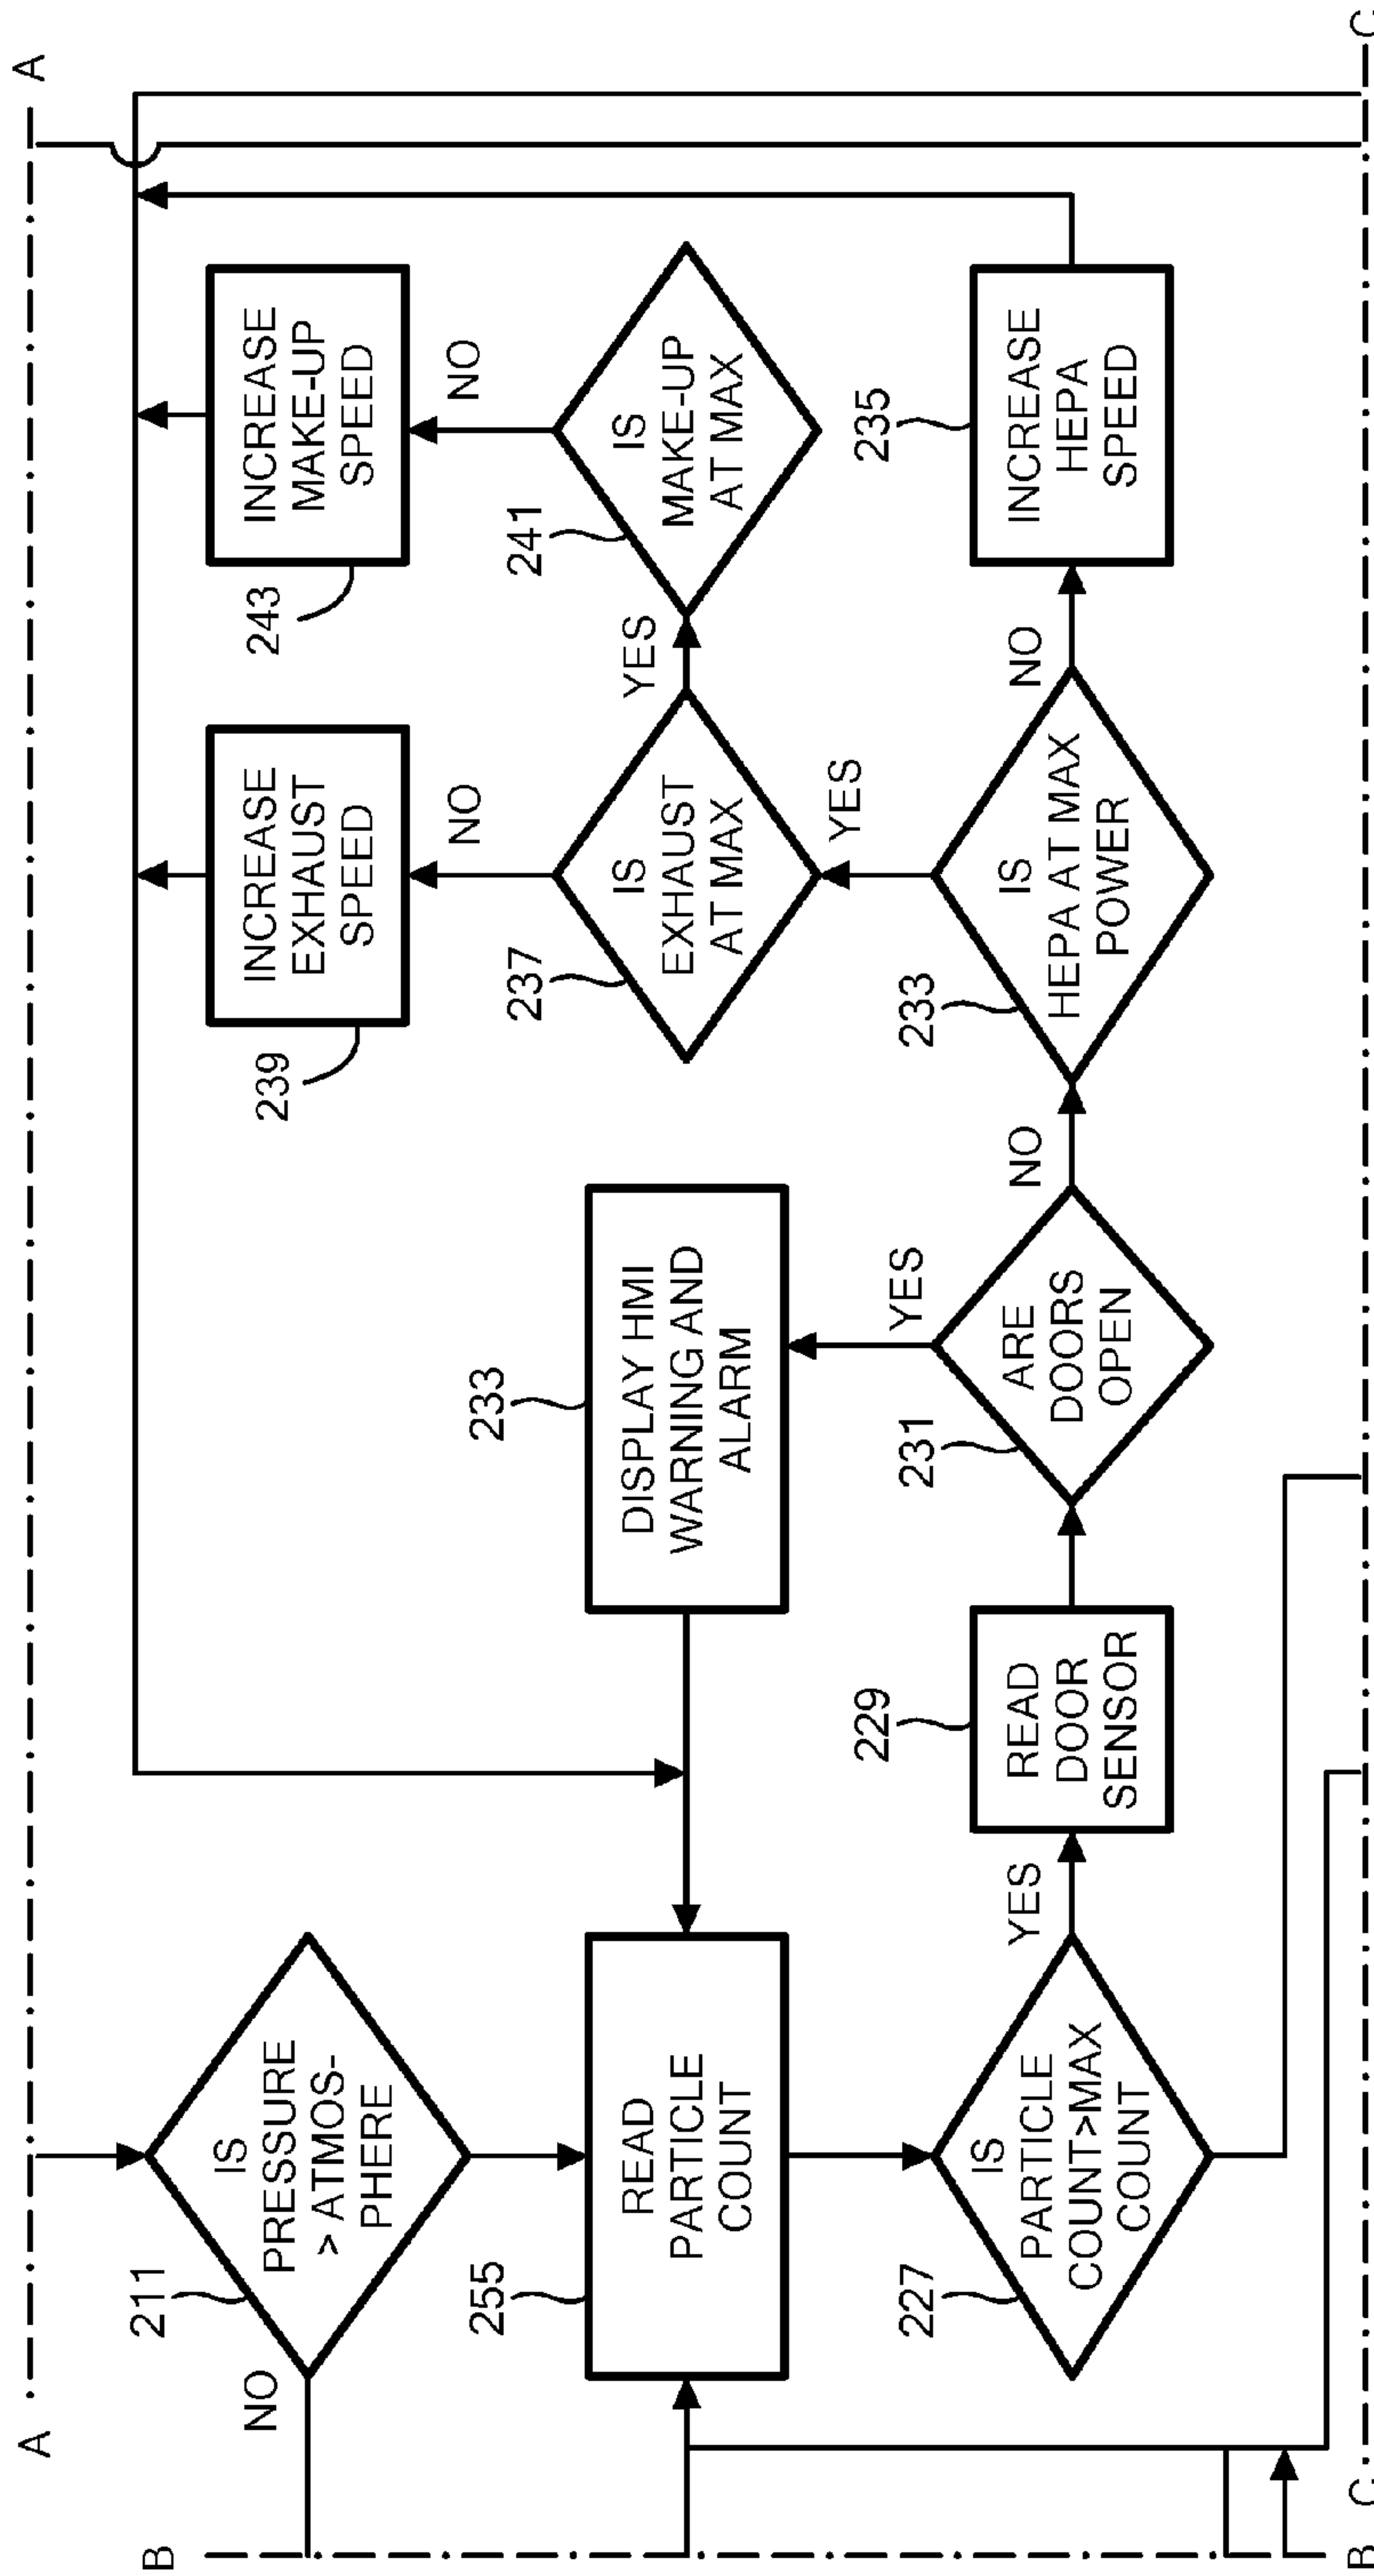 A
A
B
NO
211
IS
PRESSURE
> ATMOS-
PHERE
239
INCREASE
EXHAUST
SPEED
243
INCREASE
MAKE-UP
SPEED
NO
NO
255
READ
PARTICLE
COUNT
233
DISPLAY HMI
WARNING AND
ALARM
237
IS
EXHAUST
AT MAX
YES
241
IS
MAKE-UP
AT MAX
YES
YES
227
IS
PARTICLE
COUNT>MAX
COUNT
YES
229
READ
DOOR
SENSOR
231
ARE
DOORS
OPEN
NO
233
IS
HEPA AT MAX
POWER
NO
235
INCREASE
HEPA
SPEED
B
C
C